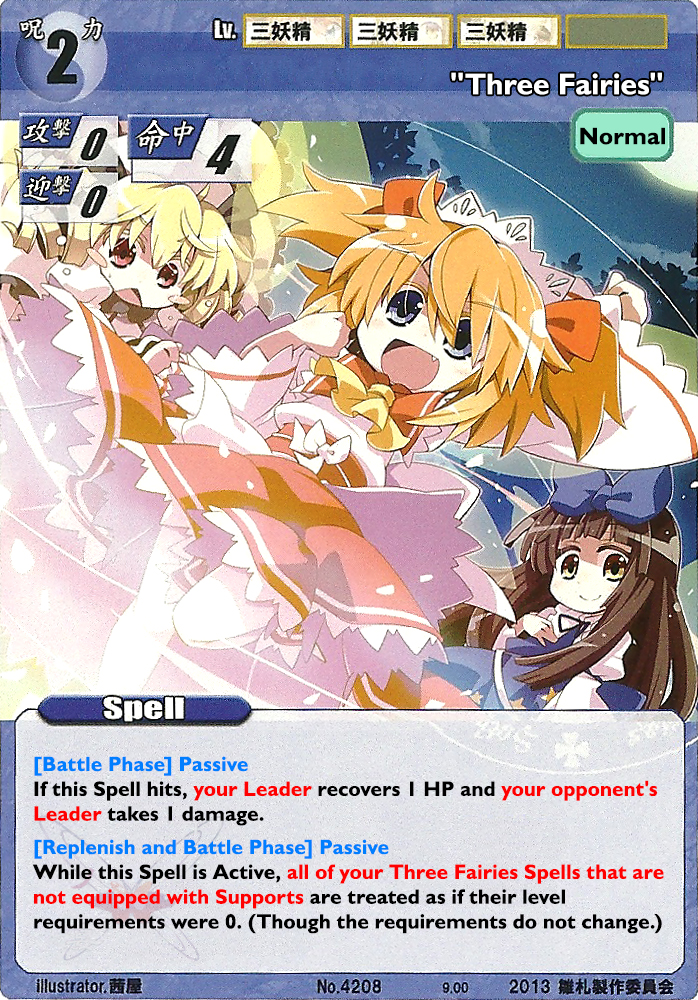 呪力
2
Lv. 三妖精 三妖精 三妖精
"Three Fairies"
Normal
攻撃 0
命中 4
迎撃 0
Spell
[Battle Phase] Passive
If this Spell hits, your Leader recovers 1 HP and your opponent's
Leader takes 1 damage.
[Replenish and Battle Phase] Passive
While this Spell is Active, all of your Three Fairies Spells that are
not equipped with Supports are treated as if their level
requirements were 0. (Though the requirements do not change.)
illustrator.茜屋 No.4208 9.00 2013 雛札製作委員会